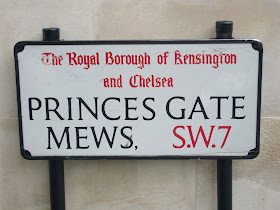 The Royal Borough of Kensington
and Chelsea
PRINCES GATE
MEWS, S.W.7